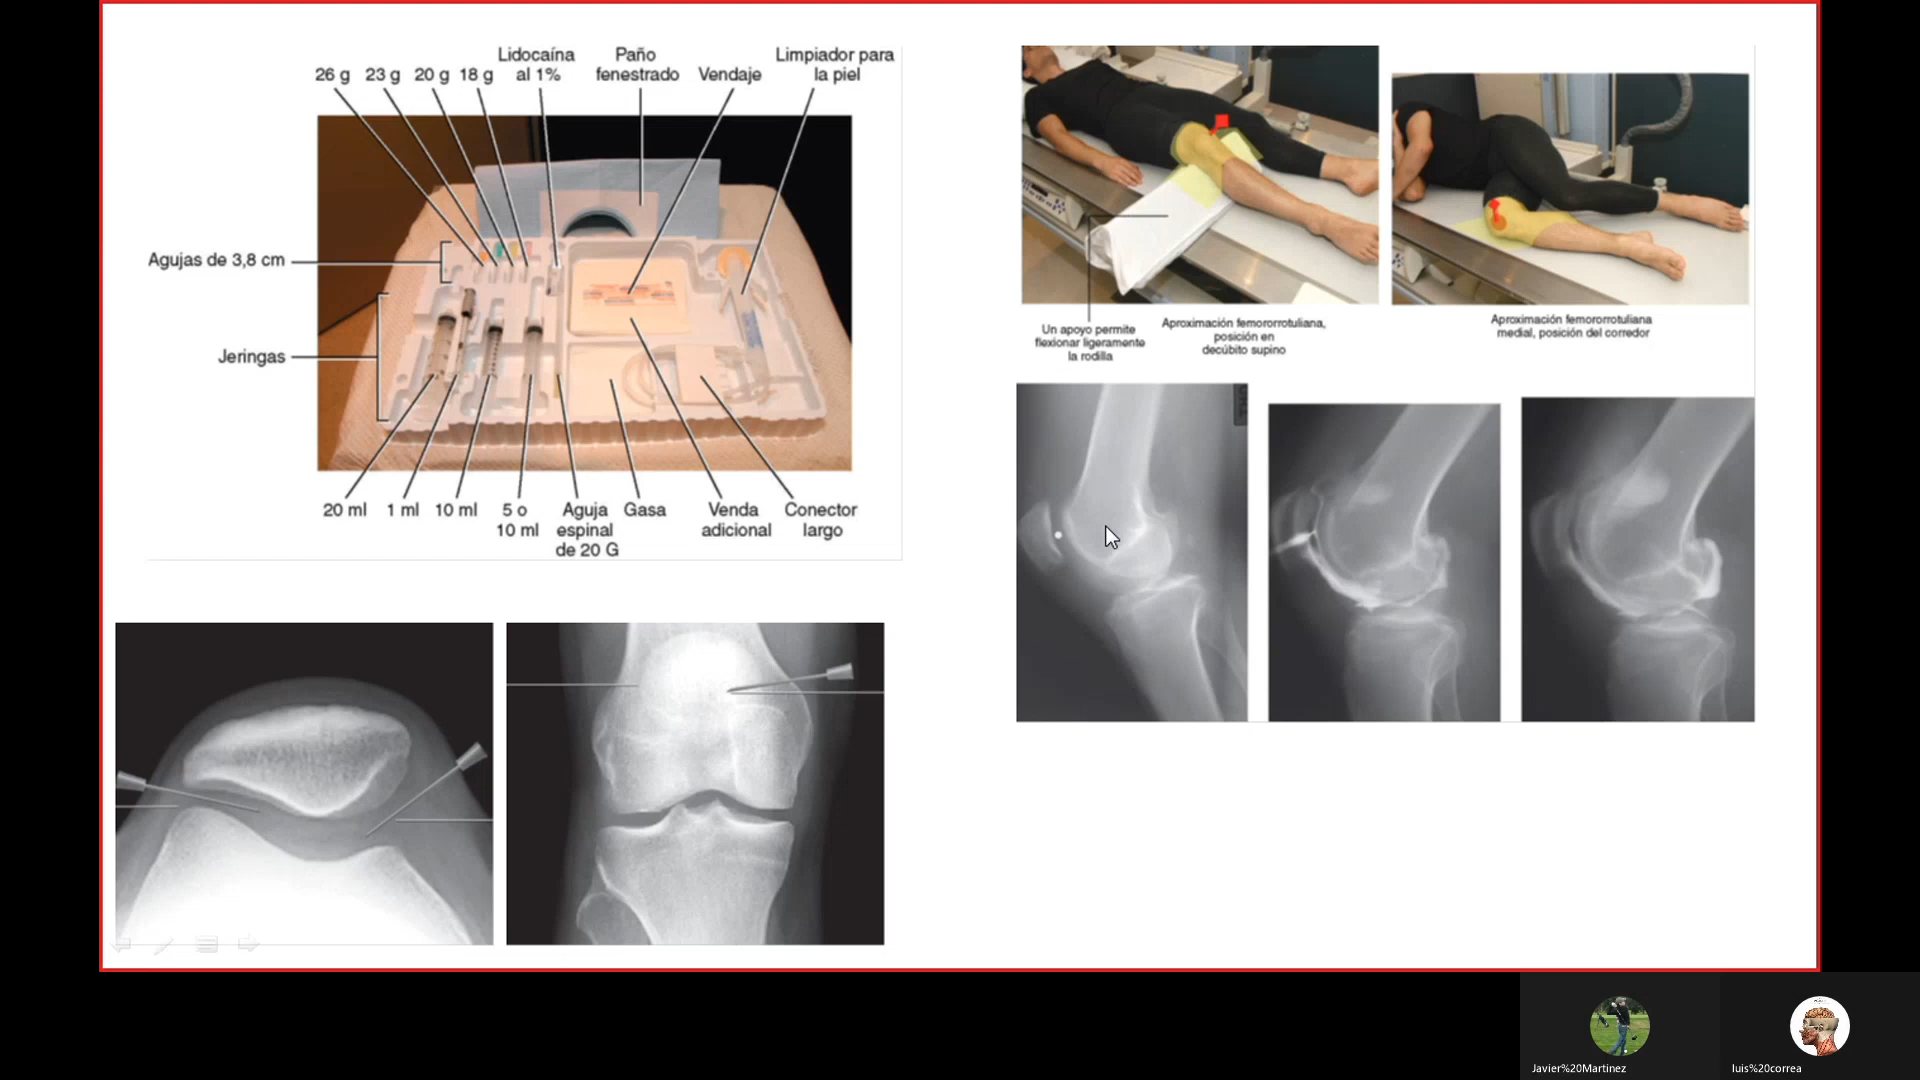 Lidocaína
al 1%
Paño
fenestrado
Vendaje
Limpiador para
la piel
26 g
23 g
20 g
18 g
Agujas de 3,8 cm
Jeringas
20 ml
1 ml
10 ml
5 o
10 ml
Aguja
espinal
de 20 G
Gasa
Venda
adicional
Conector
largo
Un apoyo permite
flexionar ligeramente
la rodilla
Aproximación femororrotuliana,
posición en
decúbito supino
Aproximación femororrotuliana
medial, posición del corredor
Javier%20Martinez
luis%20correa